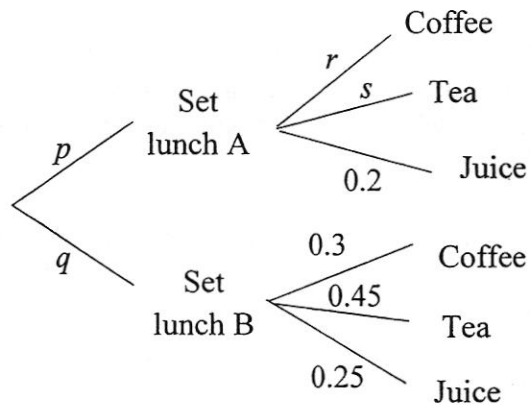 Coffee
r
s
Tea
Set
lunch A
p
0.2
Juice
q
0.3
Coffee
Set
lunch B
0.45
Tea
0.25
Juice